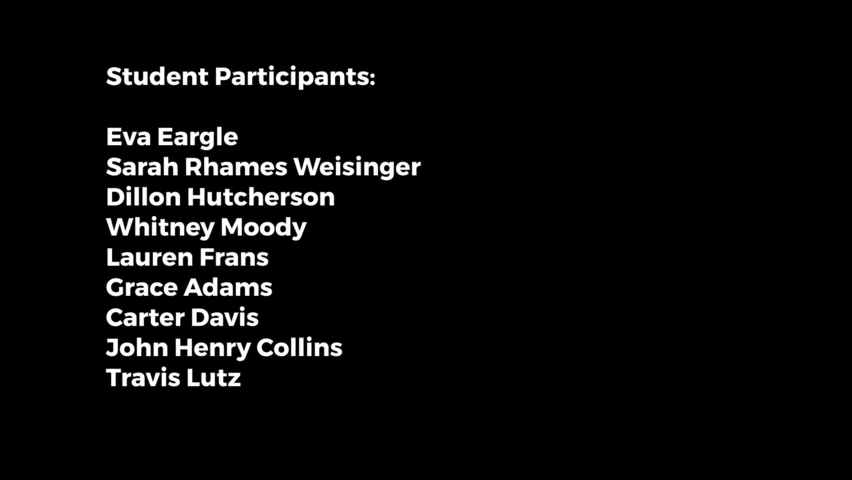 Student Participants:
Eva Eargle
Sarah Rhames Weisinger
Dillon Hutcherson
Whitney Moody
Lauren Frans
Grace Adams
Carter Davis
John Henry Collins
Travis Lutz